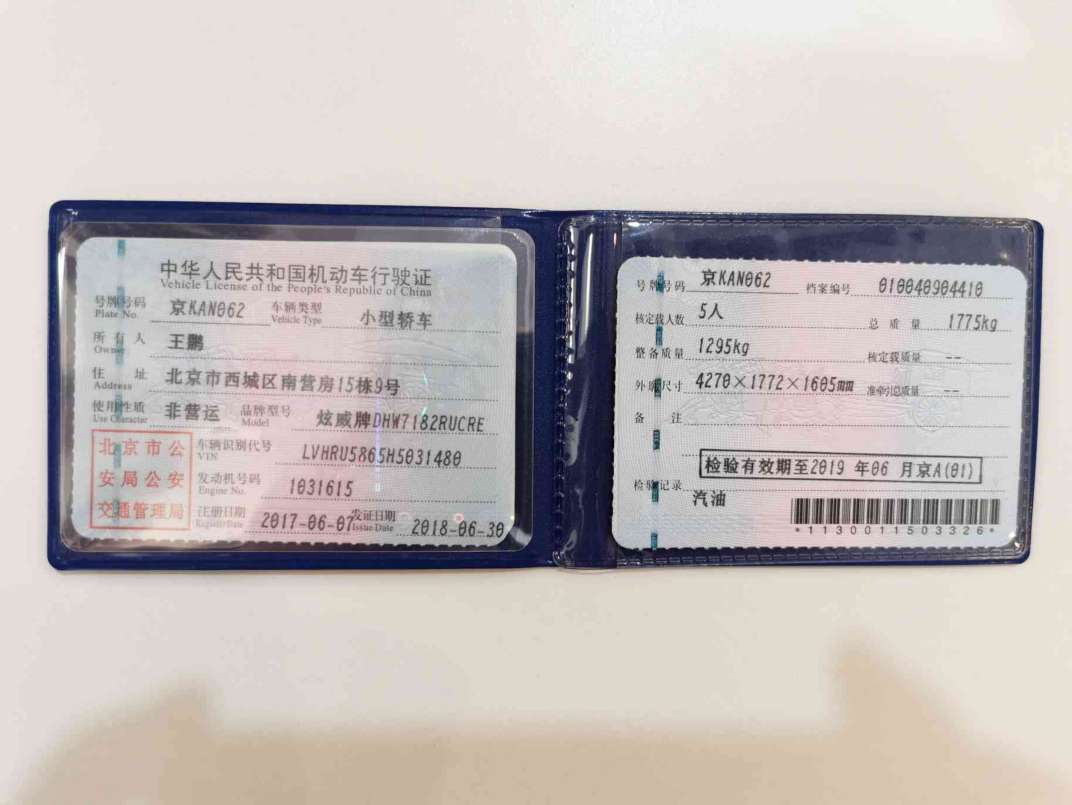 中华人民共和国机动车行驶证
Vehicle License of the People's Republic of China
号牌号码 京KAN062 车辆类型 小型轿车
Plate No. Vehicle Type
所有人 王鹏
Owner
住址 北京市西城区南营房15栋9号
Address
使用性质 非营运 品牌型号 炫威牌DHW7182RUCRE
Use Character Model
北京市公
安局公安
交通管理局
车辆识别代号 LVHRU5865H5031480
VIN
发动机号码 1031615
Engine No.
注册日期 2017-06-07 发证日期 2018-06-30
Register Date Issue Date
号牌号码 京KAN062 档案编号 010040904410
核定载人数 5人 总质量 1775kg
整备质量 1295kg 核定载质量 --
外廓尺寸 4270×1772×1605mm 准牵引总质量 --
备注
检验有效期至2019 年06 月京A(01)
检验记录
汽油
*1130011503326*